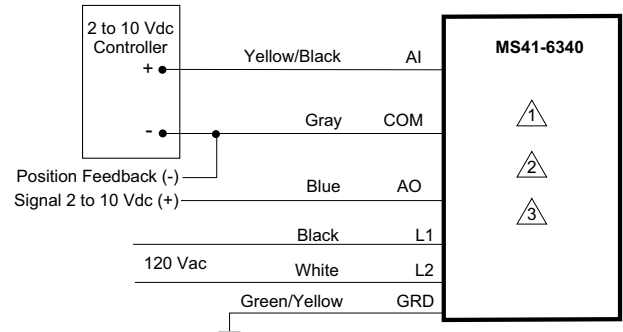 2 to 10 Vdc
Controller
+
-
Yellow/Black AI
MS41-6340
1
Gray COM
2
Position Feedback (-)
Signal 2 to 10 Vdc (+)
Blue AO
3
Black L1
120 Vac
White L2
Green/Yellow GRD